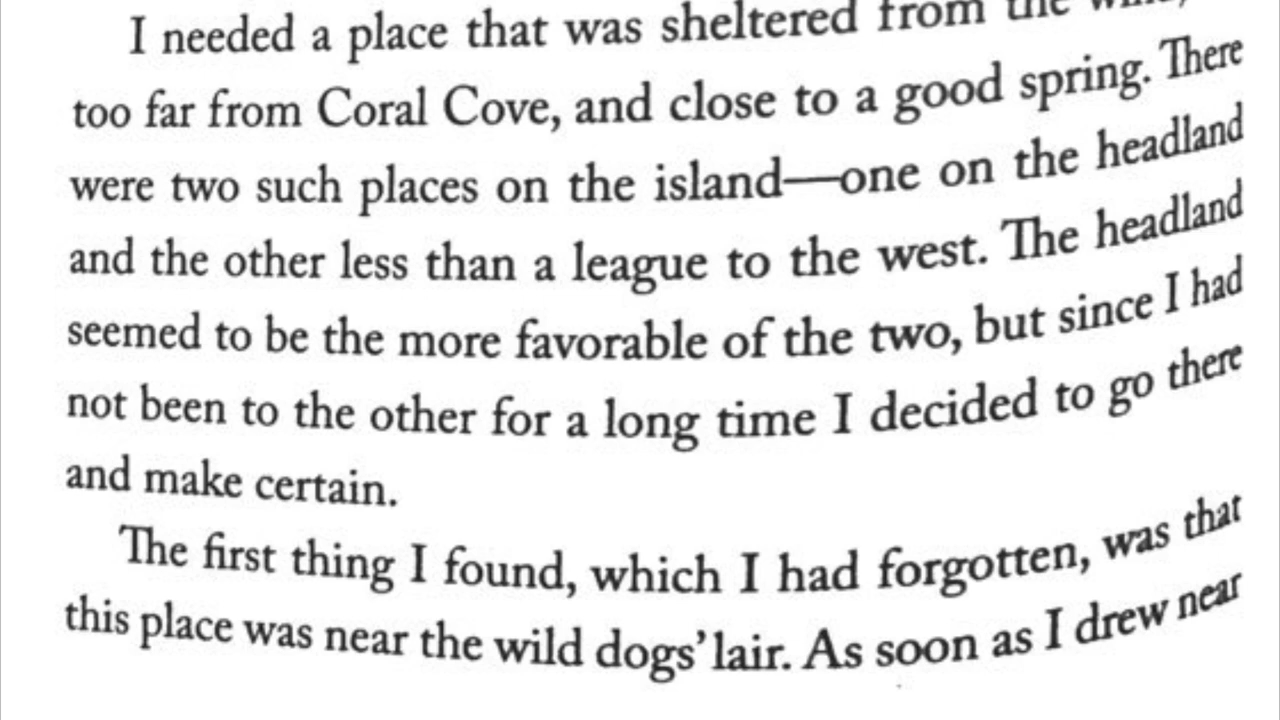 I needed a place that was sheltered from the wind,
too far from Coral Cove, and close to a good spring. There
were two such places on the island—one on the headland
and the other less than a league to the west. The headland
seemed to be the more favorable of the two, but since I had
not been to the other for a long time I decided to go there
and make certain.
The first thing I found, which I had forgotten, was that
this place was near the wild dogs’ lair. As soon as I drew near